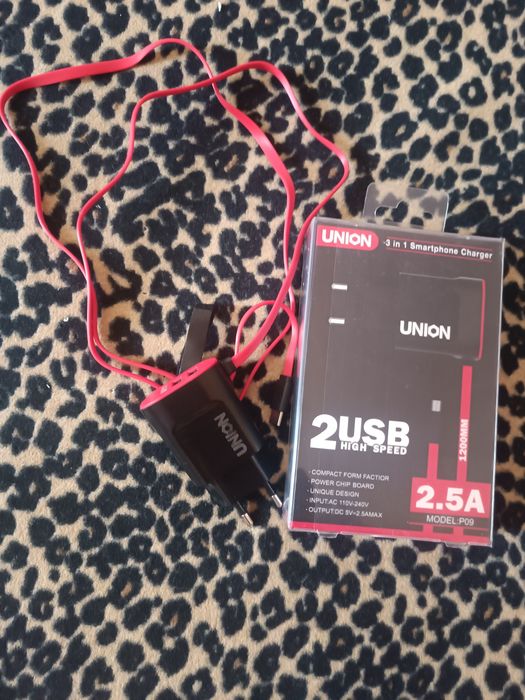 UNION
3 in 1 Smartphone Charger
UNION
2USB
HIGH SPEED
1200MM
· COMPACT FORM FACTIOR
· POWER CHIP BOARD
· UNIQUE DESIGN
· INPUT:AC 110V-240V
· OUTPUT:DC 5V=2.5AMAX
2.5A
MODEL:P09
UNION